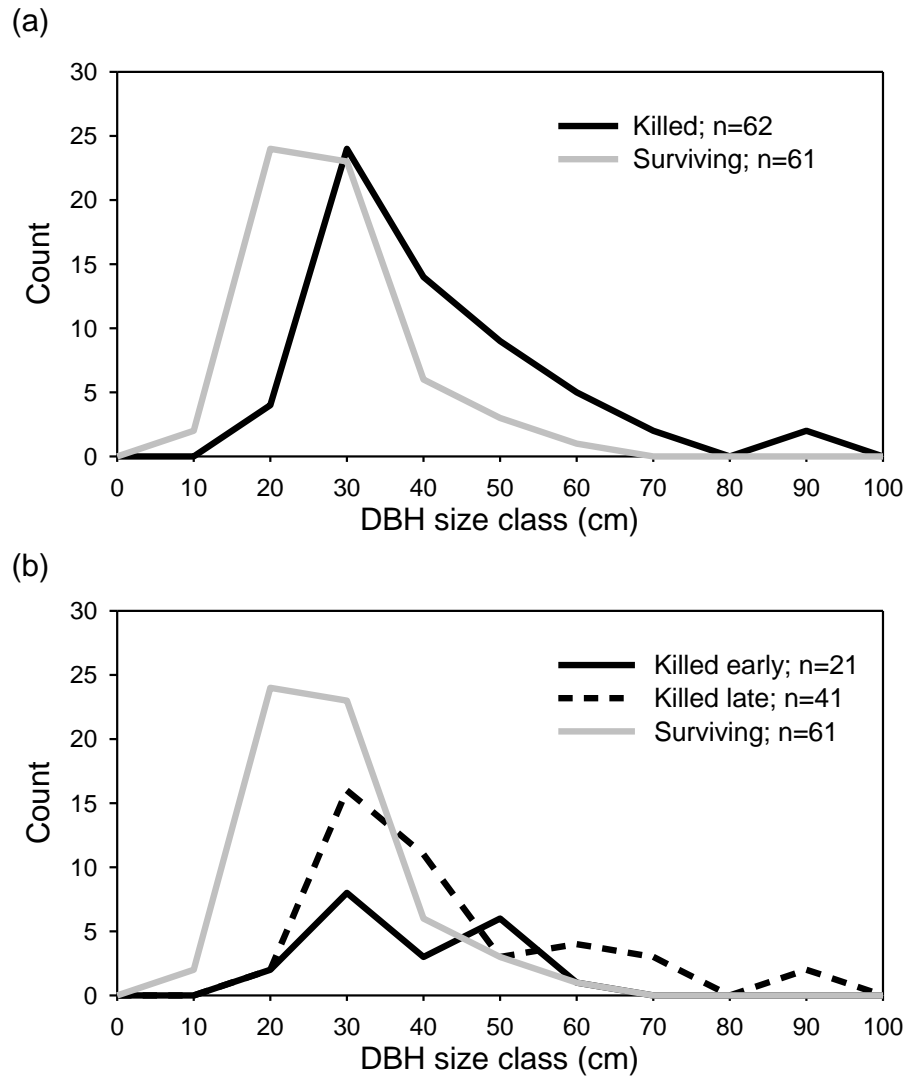 (a)
30
25
20
15
10
5
0
Count
Killed; n=62
Surviving; n=61
0 10 20 30 40 50 60 70 80 90 100
DBH size class (cm)
(b)
30
25
20
15
10
5
0
Count
Killed early; n=21
Killed late; n=41
Surviving; n=61
0 10 20 30 40 50 60 70 80 90 100
DBH size class (cm)